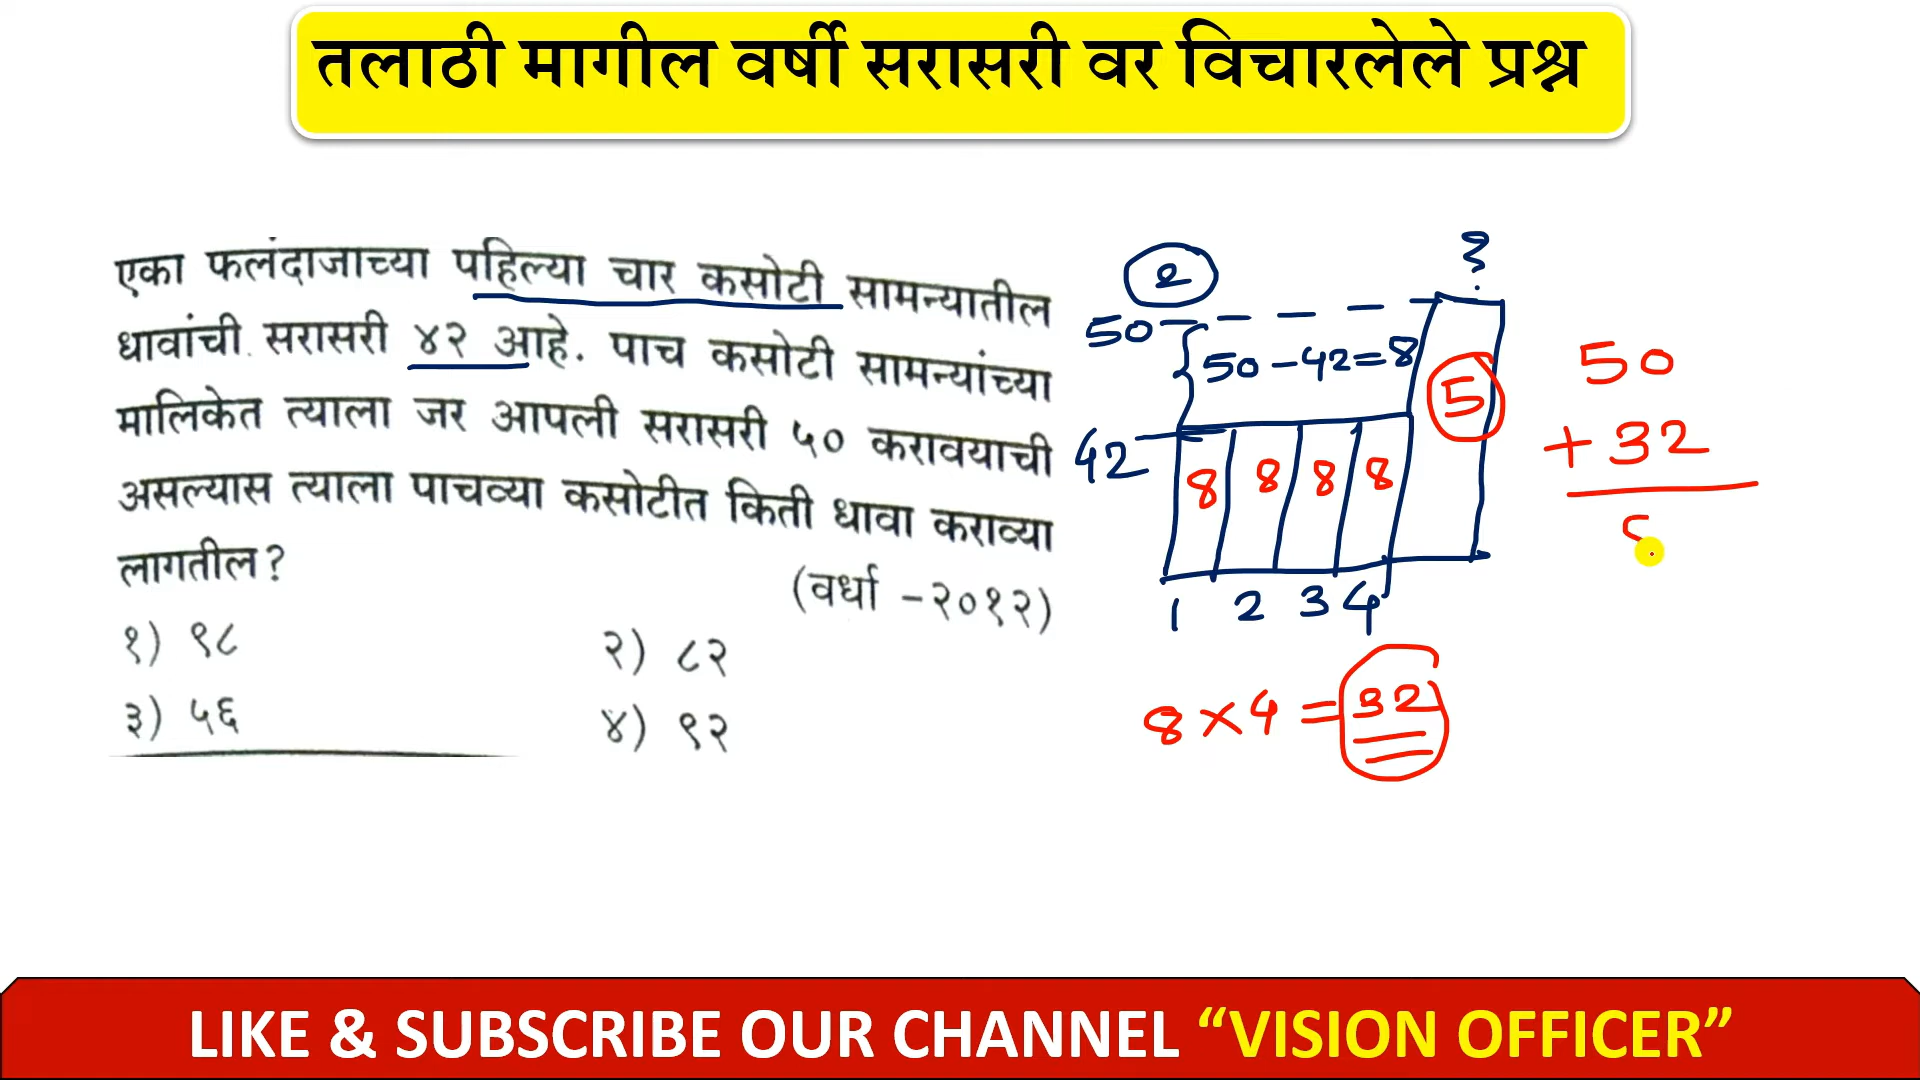 तलाठी मागील वर्षी सरासरी वर विचारलेले प्रश्न
एका फलंदाजाच्या पहिल्या चार कसोटी सामन्यातील
धावांची सरासरी ४२ आहे. पाच कसोटी सामन्यांच्या
मालिकेत त्याला जर आपली सरासरी ५० करावयाची
असल्यास त्याला पाचव्या कसोटीत किती धावा कराव्या
लागतील?
(वर्धा -२०१२)
१) ९८
२) ८२
३) ५६
४) ९२
?
50
50 - 42 = 8
42
8 8 8 8
5
1 2 3 4
8 × 4 = 32
50
+ 32
LIKE & SUBSCRIBE OUR CHANNEL “VISION OFFICER”